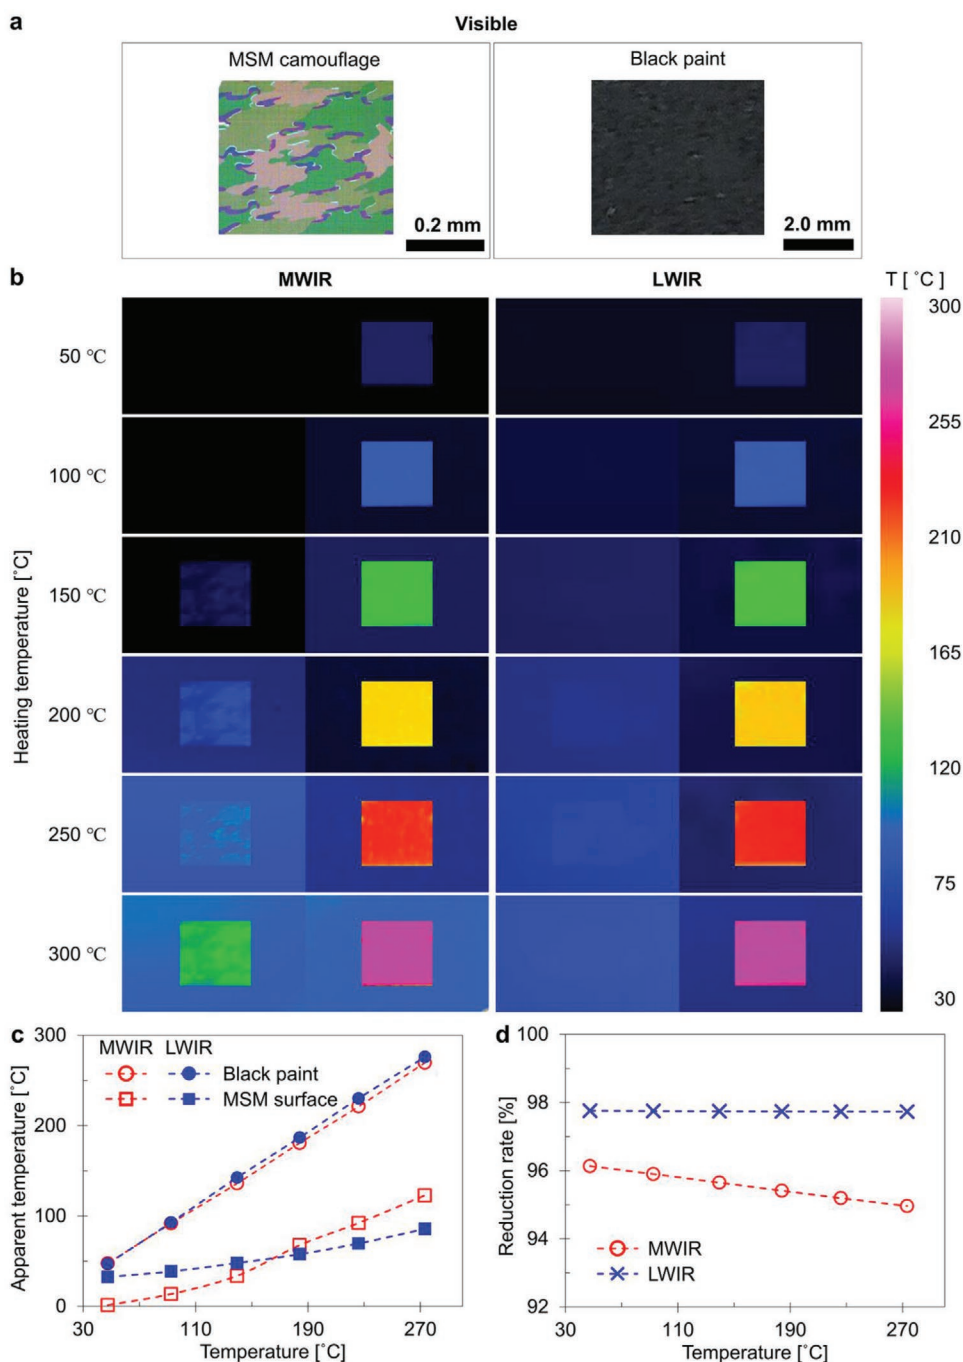 a
Visible
MSM camouflage
Black paint
0.2 mm
2.0 mm
b
MWIR
LWIR
T [ ˚C ]
Heating temperature [˚C]
50 ℃
100 ℃
150 ℃
200 ℃
250 ℃
300 ℃
300
255
210
165
120
75
30
c
300
200
100
0
30
110
190
270
Apparent temperature [˚C]
Temperature [˚C]
MWIR LWIR
Black paint
MSM surface
d
100
98
96
94
92
30
110
190
270
Reduction rate [%]
Temperature [˚C]
MWIR
LWIR